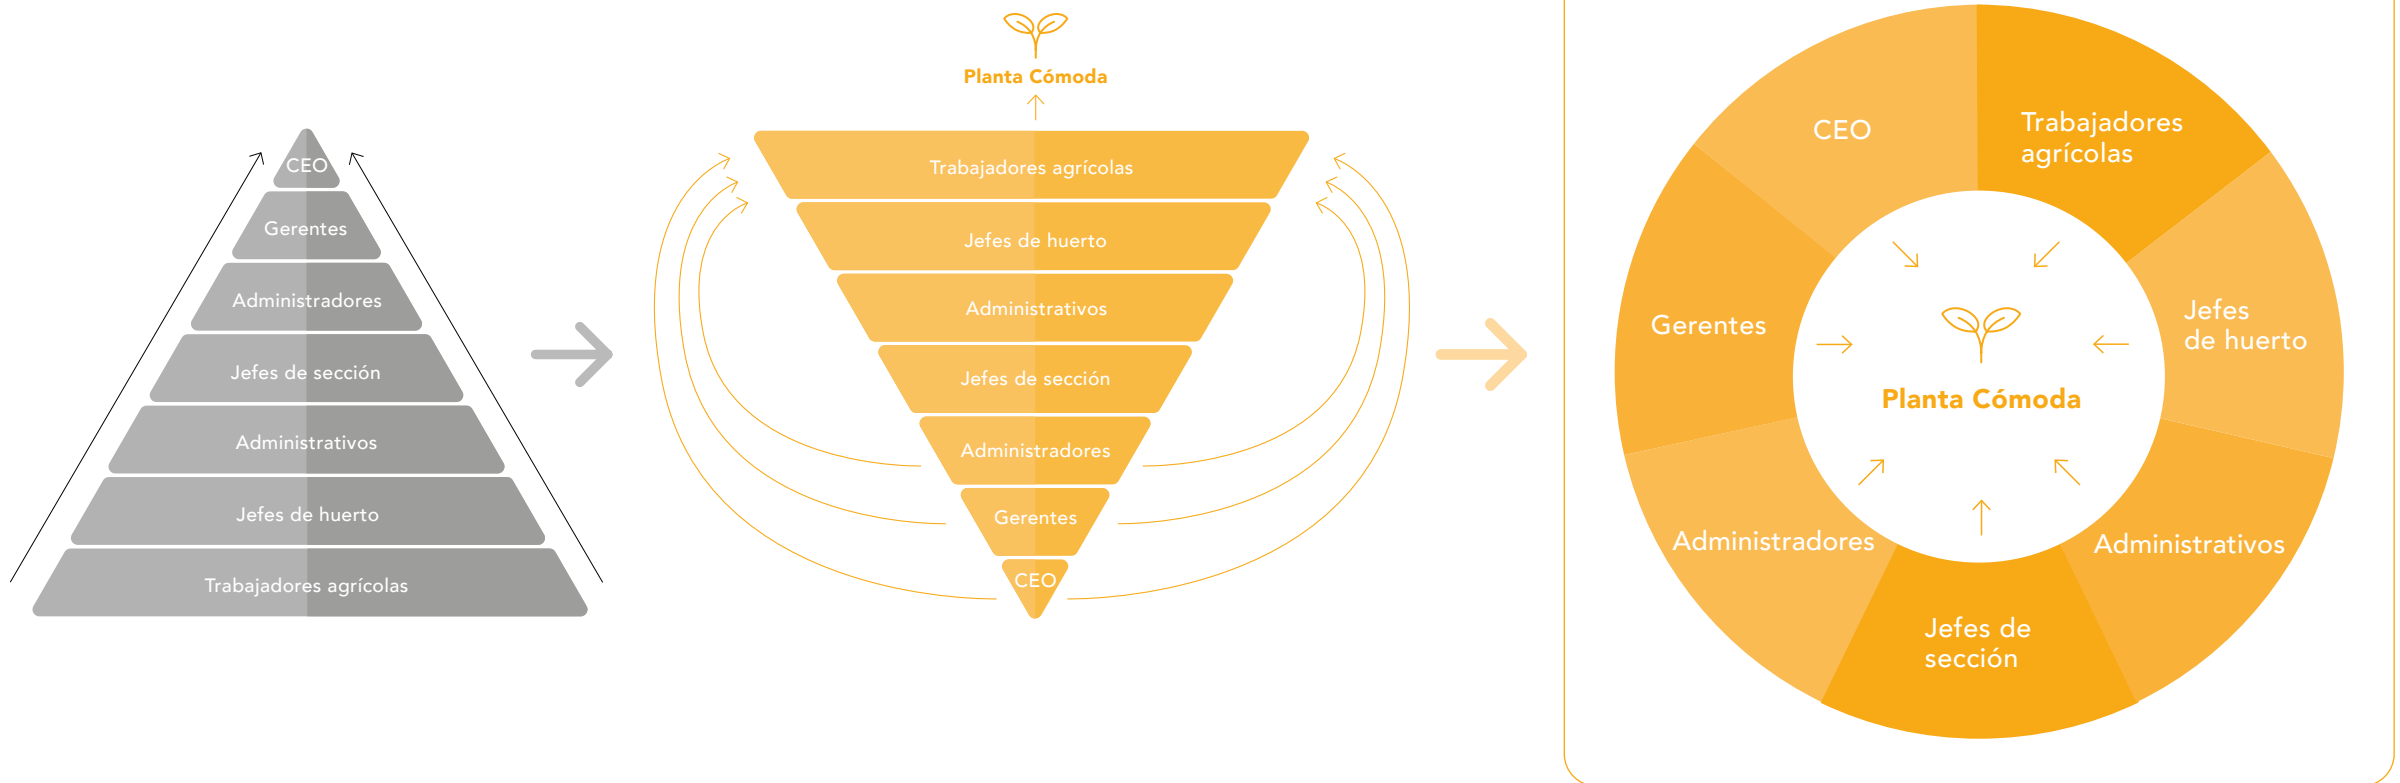 CEO
Gerentes
Administradores
Jefes de sección
Administrativos
Jefes de huerto
Trabajadores agrícolas
Planta Cómoda
Trabajadores agrícolas
Jefes de huerto
Administrativos
Jefes de sección
Administradores
Gerentes
CEO
CEO
Trabajadores
agrícolas
Jefes
de huerto
Administrativos
Jefes de
sección
Administradores
Gerentes
Planta Cómoda